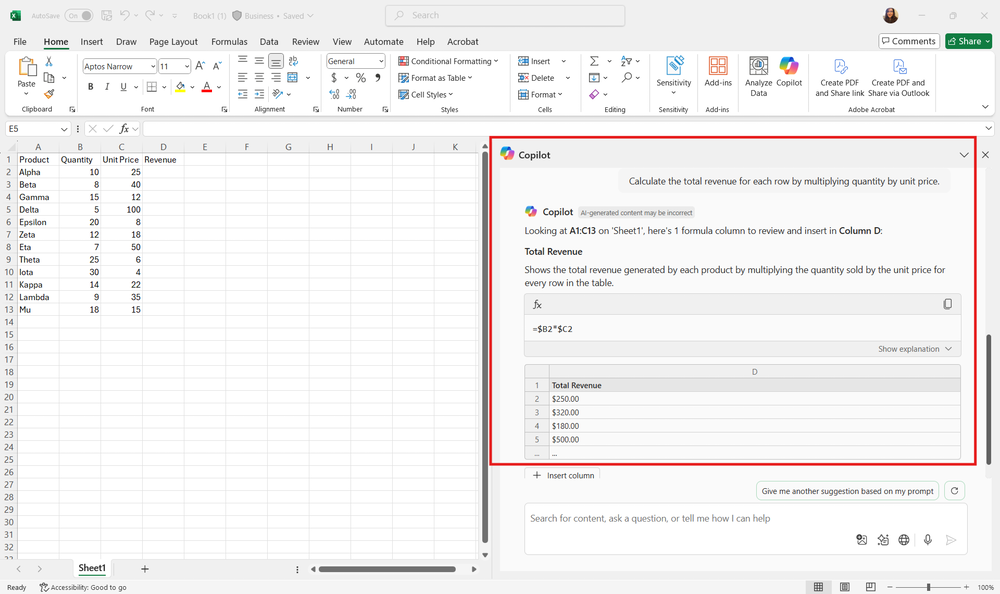 AutoSave On Book1 (1) Business • Saved Search
File Home Insert Draw Page Layout Formulas Data Review View Automate Help Acrobat Comments Share
Paste
Clipboard
Aptos Narrow 11
B I U
Font
Alignment
General
$ % ,
Number
Conditional Formatting
Format as Table
Cell Styles
Styles
Insert
Delete
Format
Cells
Editing
Sensitivity
Sensitivity
Add-ins
Add-ins
Analyze Data
Copilot
Create PDF and Share link
Create PDF and Share via Outlook
Adobe Acrobat
E5 fx
A B C D E F G H I J K
1 Product Quantity Unit Price Revenue
2 Alpha 10 25
3 Beta 8 40
4 Gamma 15 12
5 Delta 5 100
6 Epsilon 20 8
7 Zeta 12 18
8 Eta 7 50
9 Theta 25 6
10 Iota 30 4
11 Kappa 14 22
12 Lambda 9 35
13 Mu 18 15
14
15
16
17
18
19
20
21
22
23
24
25
26
27
28
29
30
31
32
Copilot
Calculate the total revenue for each row by multiplying quantity by unit price.
Copilot AI-generated content may be incorrect
Looking at A1:C13 on 'Sheet1', here's 1 formula column to review and insert in Column D:
Total Revenue
Shows the total revenue generated by each product by multiplying the quantity sold by the unit price for
every row in the table.
fx
=$B2*$C2
Show explanation
D
1 Total Revenue
2 $250.00
3 $320.00
4 $180.00
5 $500.00
... ...
+ Insert column
Give me another suggestion based on my prompt
Search for content, ask a question, or tell me how I can help
Sheet1 +
Ready Accessibility: Good to go 100%